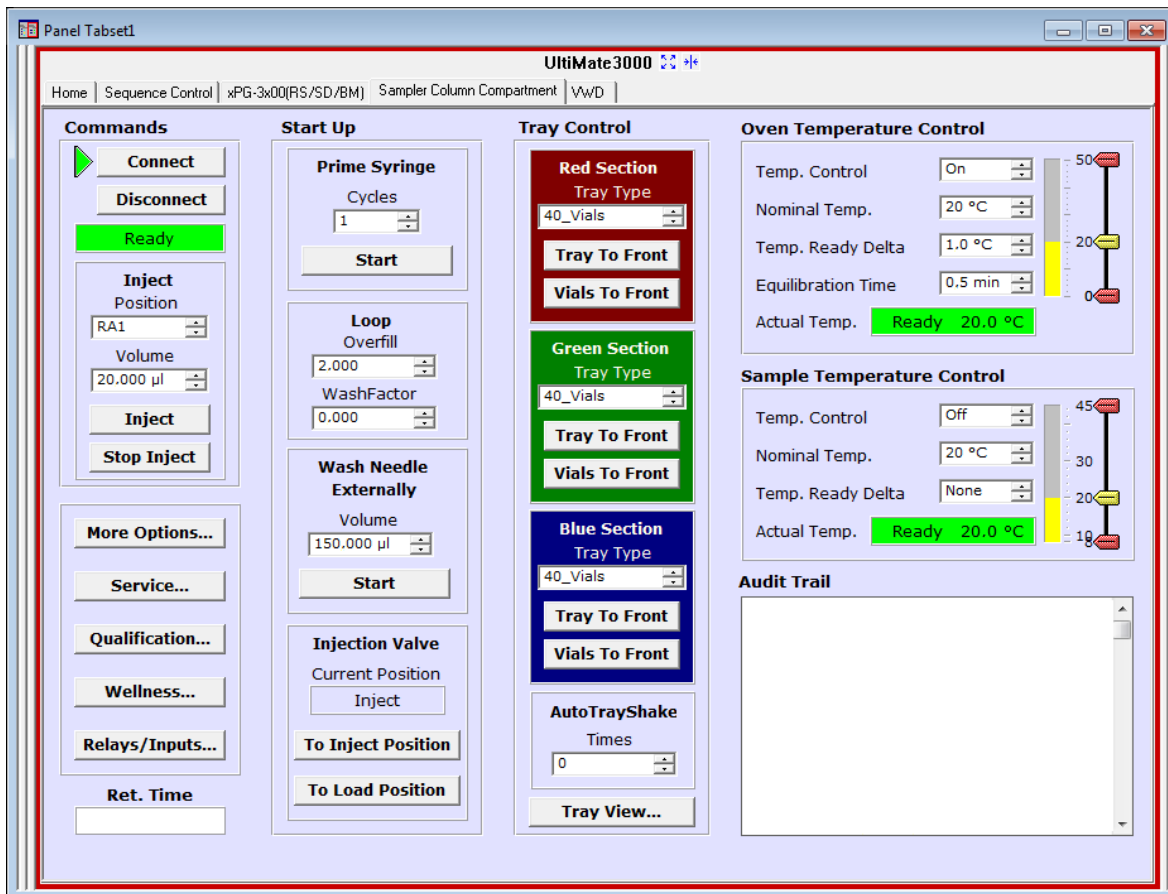 Panel Tabset1
UltiMate3000
Home
Sequence Control
xPG-3x00(RS/SD/BM)
Sampler Column Compartment
VWD
Commands
Connect
Disconnect
Ready
Inject
Position
RA1
Volume
20.000 µl
Inject
Stop Inject
More Options...
Service...
Qualification...
Wellness...
Relays/Inputs...
Ret. Time
Start Up
Prime Syringe
Cycles
1
Start
Loop
Overfill
2.000
WashFactor
0.000
Wash Needle
Externally
Volume
150.000 µl
Start
Injection Valve
Current Position
Inject
To Inject Position
To Load Position
Tray Control
Red Section
Tray Type
40_Vials
Tray To Front
Vials To Front
Green Section
Tray Type
40_Vials
Tray To Front
Vials To Front
Blue Section
Tray Type
40_Vials
Tray To Front
Vials To Front
AutoTrayShake
Times
0
Tray View...
Oven Temperature Control
Temp. Control On
Nominal Temp. 20 °C
Temp. Ready Delta 1.0 °C
Equilibration Time 0.5 min
Actual Temp. Ready 20.0 °C
50
20
0
Sample Temperature Control
Temp. Control Off
Nominal Temp. 20 °C
Temp. Ready Delta None
Actual Temp. Ready 20.0 °C
45
30
20
10
8
Audit Trail